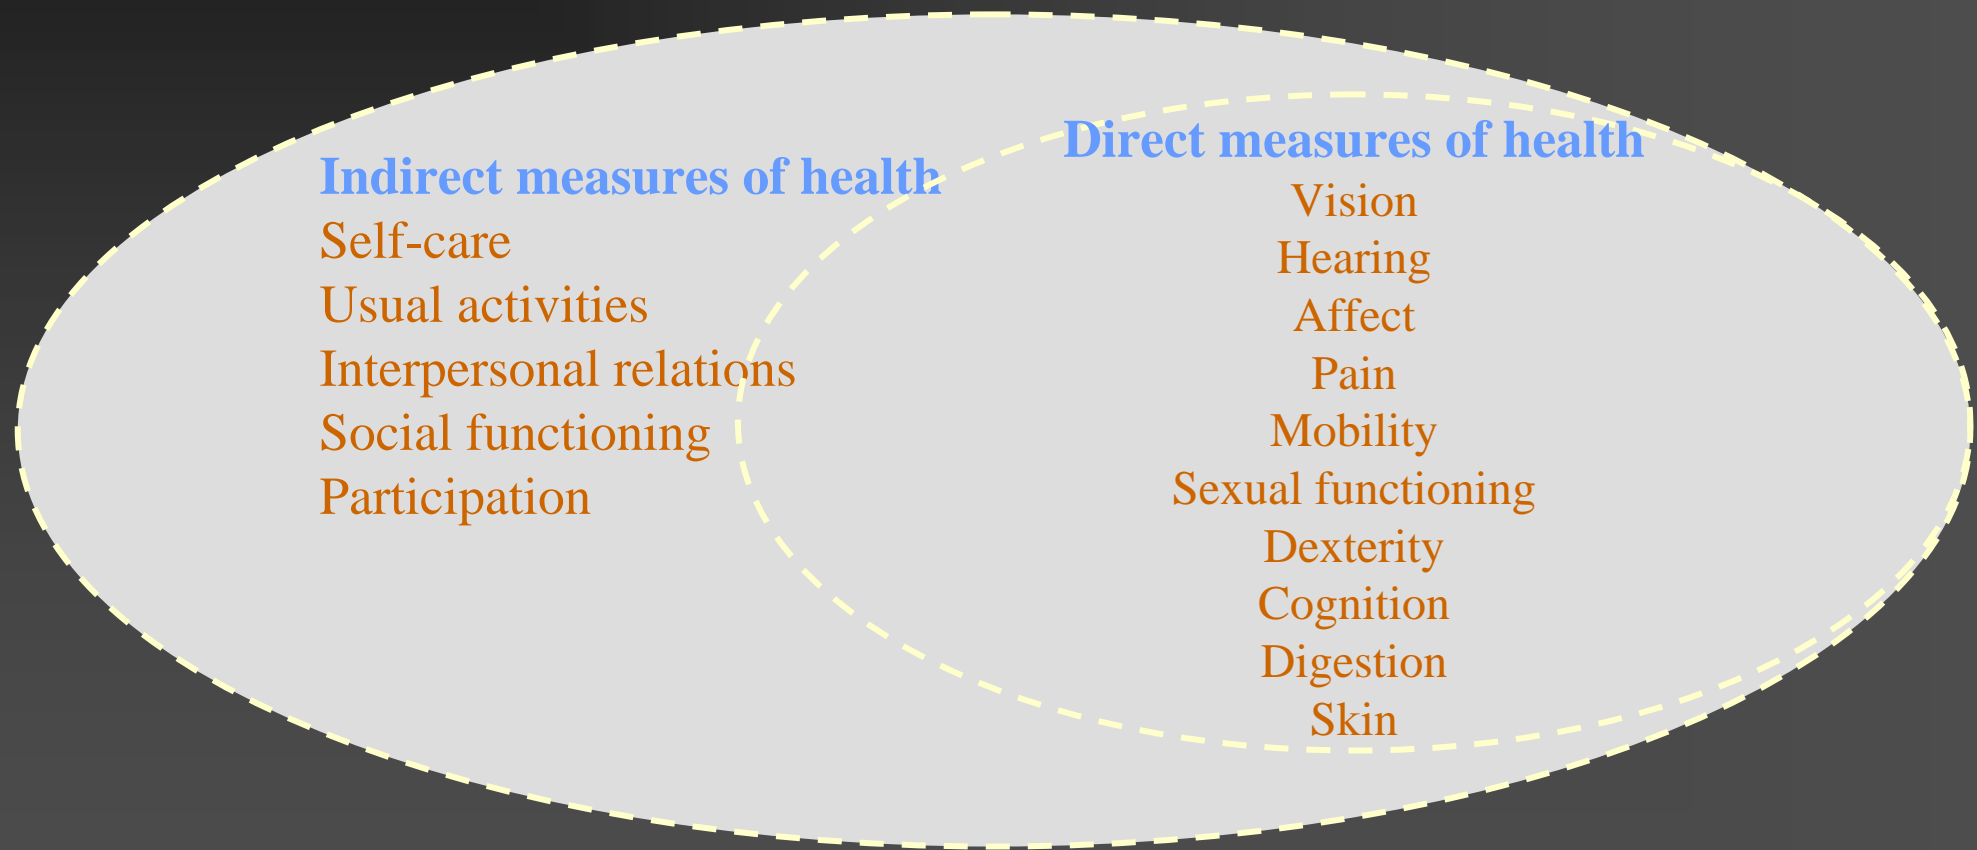 Indirect measures of health
Self-care
Usual activities
Interpersonal relations
Social functioning
Participation
Direct measures of health
Vision
Hearing
Affect
Pain
Mobility
Sexual functioning
Dexterity
Cognition
Digestion
Skin